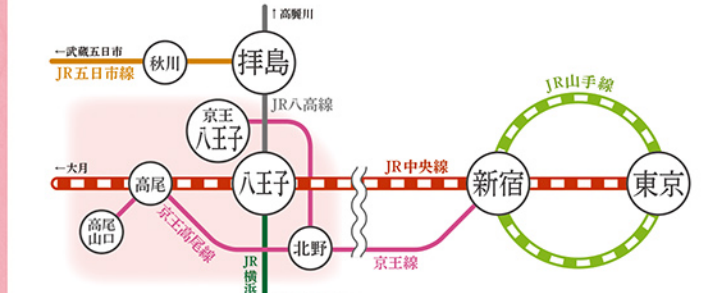 ↑高麗川
←武蔵五日市
JR五日市線
秋川
拝島
JR山手線
JR八高線
京王
八王子
←大月
高尾
八王子
JR中央線
新宿
東京
高尾
山口
京王高尾線
北野
京王線
JR横浜